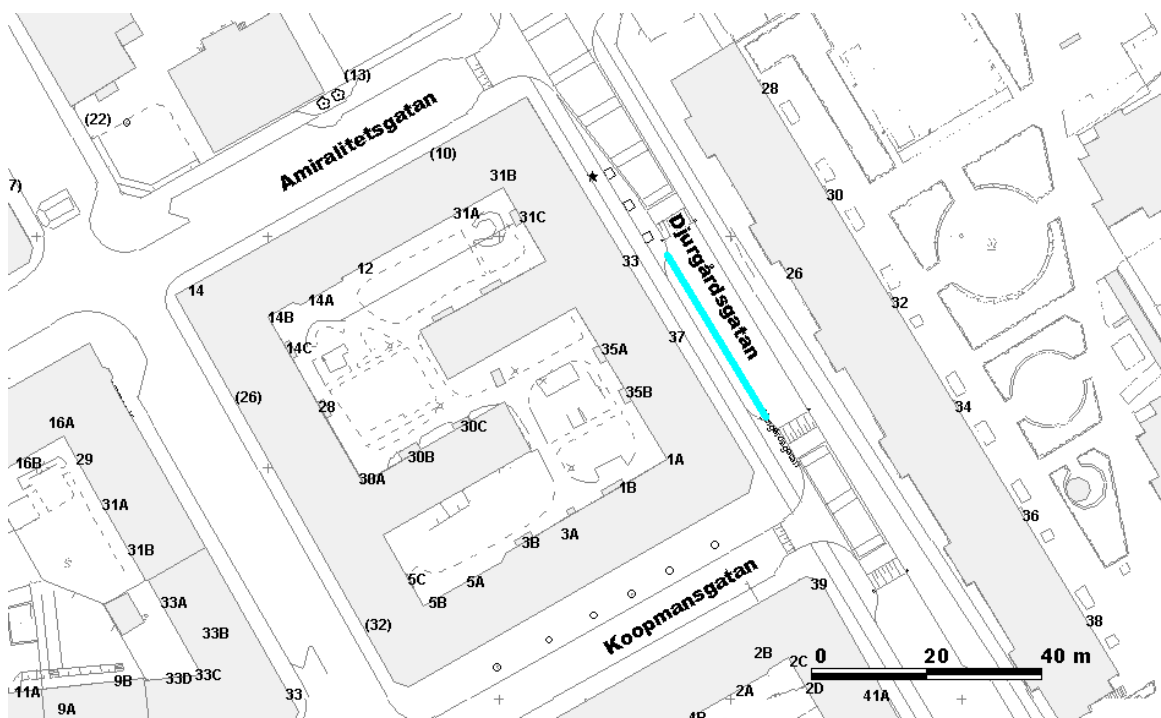 (13)
28
(22)
Amiralitetsgatan
(10)
31B
30
7)
31A
31C
Djurgårdsgatan
33
12
26
14
14A
32
14B
37
14C
35A
35B
(26)
28
34
16A
30C
30B
16B
29
30A
1A
1B
31A
36
3A
3B
31B
5C
5A
Koopmansgatan
39
5B
33A
38
(32)
33B
2B
2C
0 20 40 m
33D
33C
9B
11A
33
2A
2D
41A
9A